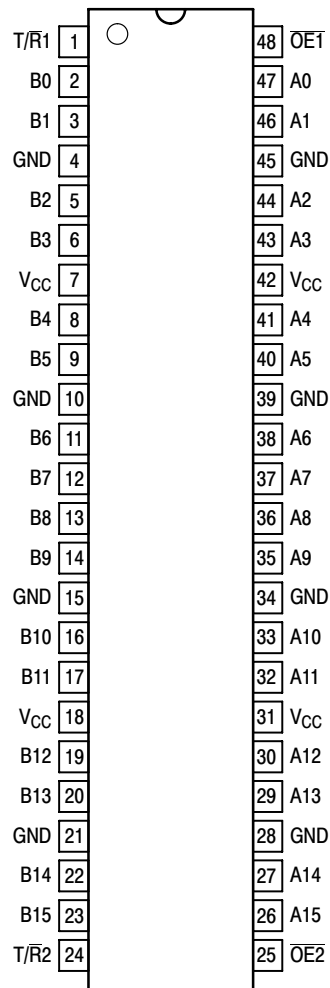 T/R̅1 1 48 O̅E̅1̅
B0 2 47 A0
B1 3 46 A1
GND 4 45 GND
B2 5 44 A2
B3 6 43 A3
VCC 7 42 VCC
B4 8 41 A4
B5 9 40 A5
GND 10 39 GND
B6 11 38 A6
B7 12 37 A7
B8 13 36 A8
B9 14 35 A9
GND 15 34 GND
B10 16 33 A10
B11 17 32 A11
VCC 18 31 VCC
B12 19 30 A12
B13 20 29 A13
GND 21 28 GND
B14 22 27 A14
B15 23 26 A15
T/R̅2 24 25 O̅E̅2̅